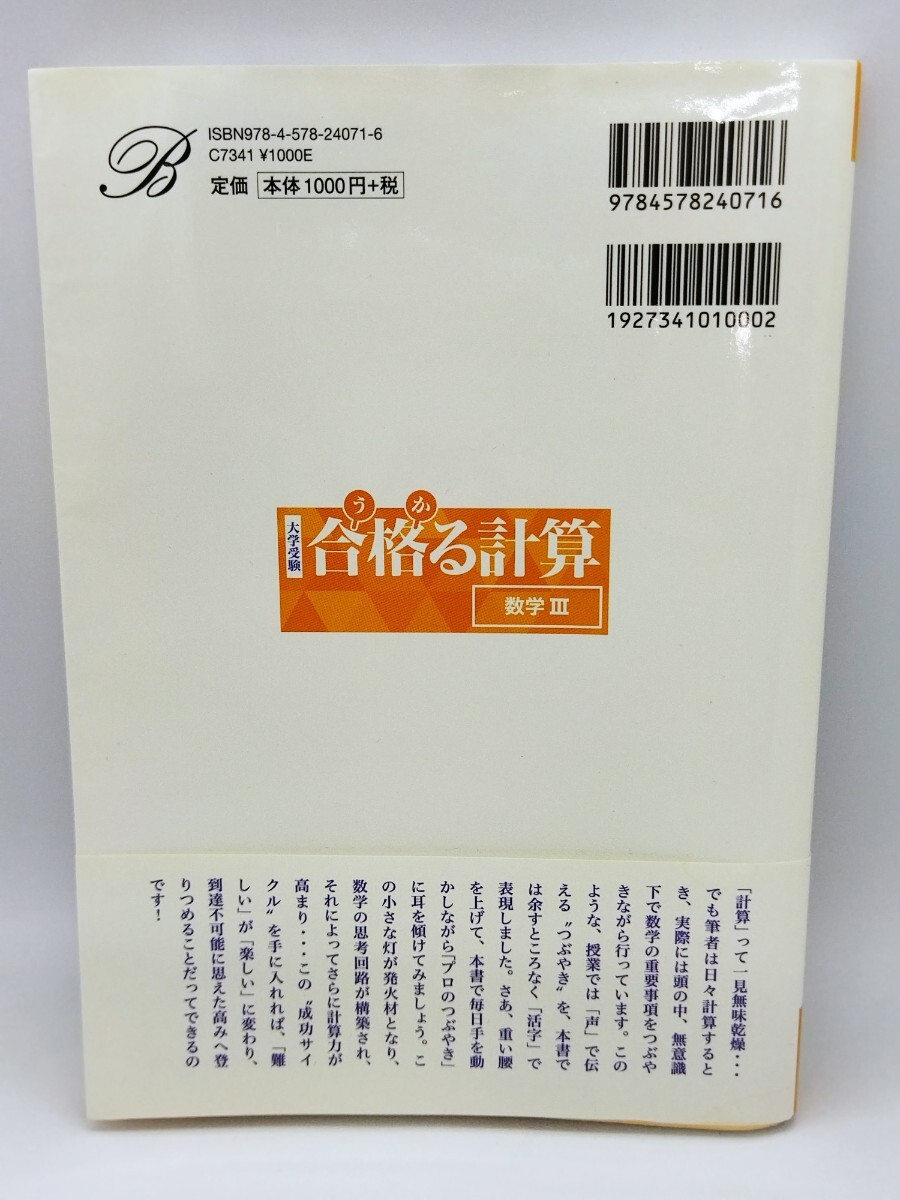 B
ISBN978-4-578-24071-6
C7341 ¥1000E
定価 本体1000円+税
9784578240716
1927341010002
大学受験
うか
合格る計算
数学 III
「計算」って一見無味乾燥・・・
でも筆者は日々計算すると
き、実際には頭の中、無意識
下で数学の重要事項をつぶや
きながら行っています。この
ような、授業では「声」で伝
える〝つぶやき〟を、本書で
は余すところなく「活字」で
表現しました。さあ、重い腰
を上げて、本書で毎日手を動
かしながら「プロのつぶやき」
に耳を傾けてみましょう。こ
の小さな灯が発火材となり、
数学の思考回路が構築され、
それによってさらに計算力が
高まり・・・この〝成功サイ
クル〟を手に入れれば、「難
しい」が「楽しい」に変わり、
到達不可能に思えた高みへ登
りつめることだってできるの
です!